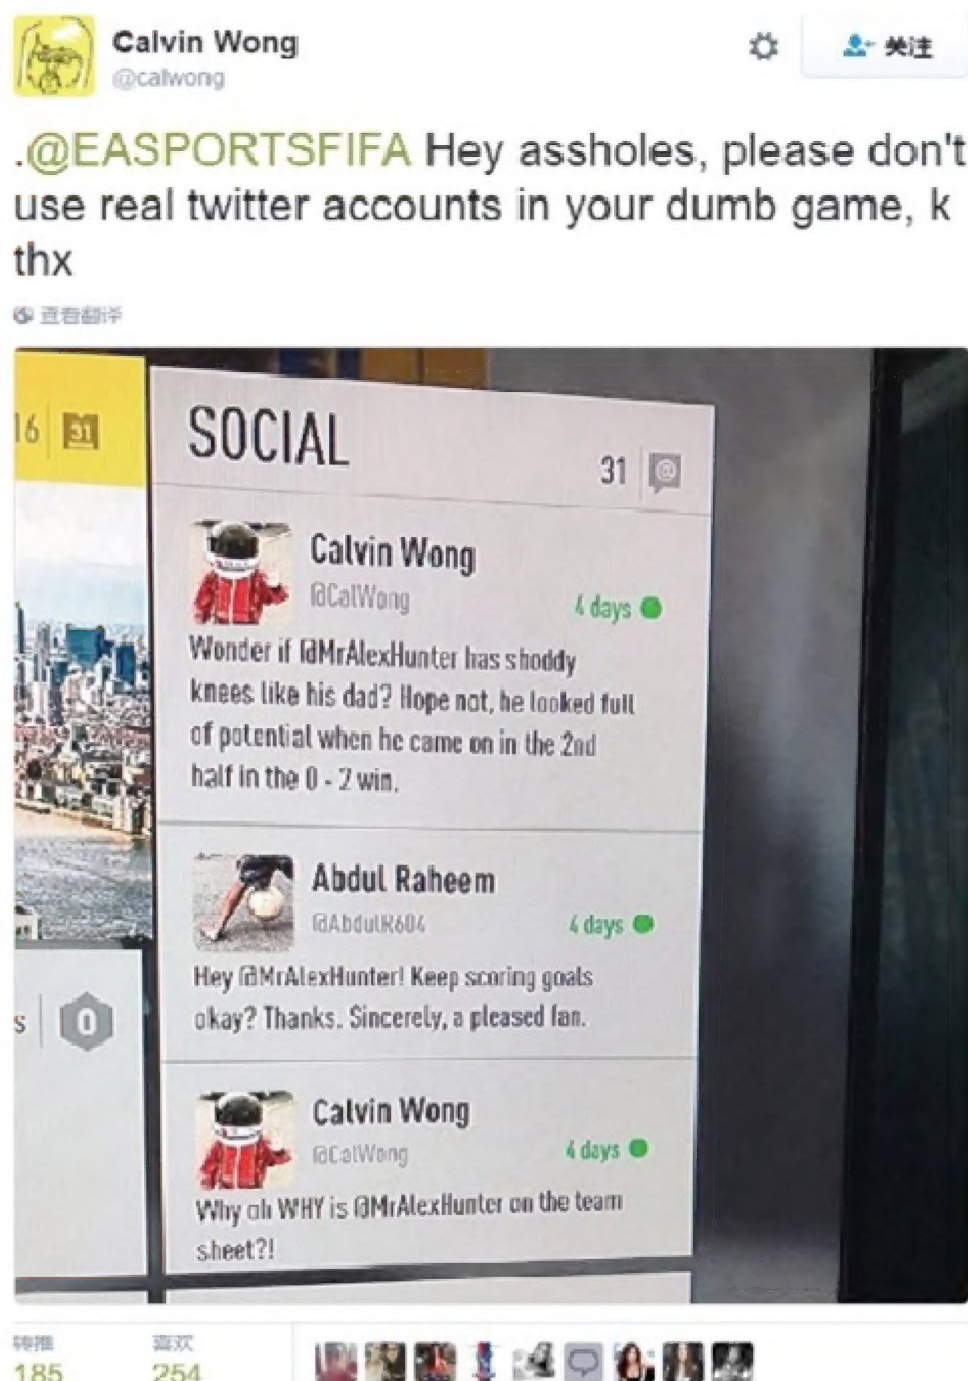 Calvin Wong
@calwong
关注
.@EASPORTSFIFA Hey assholes, please don't
use real twitter accounts in your dumb game, k
thx
查看翻译
16 31
SOCIAL
31 @
Calvin Wong
@CalWong
4 days
Wonder if @MrAlexHunter has shoddy
knees like his dad? Hope not, he looked full
of potential when he came on in the 2nd
half in the 0 - 2 win.
Abdul Raheem
@AbdulR604
4 days
Hey @MrAlexHunter! Keep scoring goals
okay? Thanks. Sincerely, a pleased fan.
s 0
Calvin Wong
@CalWong
4 days
Why oh WHY is @MrAlexHunter on the team
sheet?!
转推 喜欢
185 254